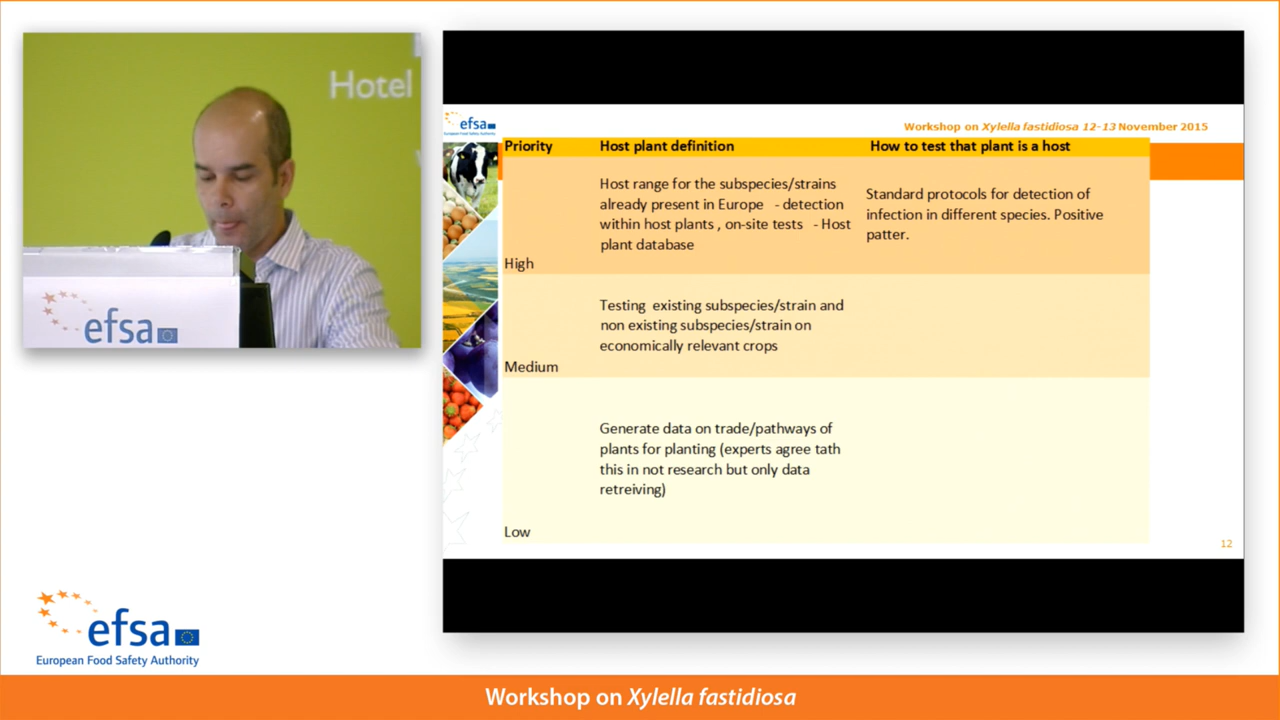 Hotel
efsa
efsa
Workshop on Xylella fastidiosa 12-13 November 2015
Priority Host plant definition How to test that plant is a host
Host range for the subspecies/strains
already present in Europe - detection
within host plants , on-site tests - Host
plant database
Standard protocols for detection of
infection in different species. Positive
patter.
High
Testing existing subspecies/strain and
non existing subspecies/strain on
economically relevant crops
Medium
Generate data on trade/pathways of
plants for planting (experts agree tath
this in not research but only data
retreiving)
Low
12
efsa
European Food Safety Authority
Workshop on Xylella fastidiosa